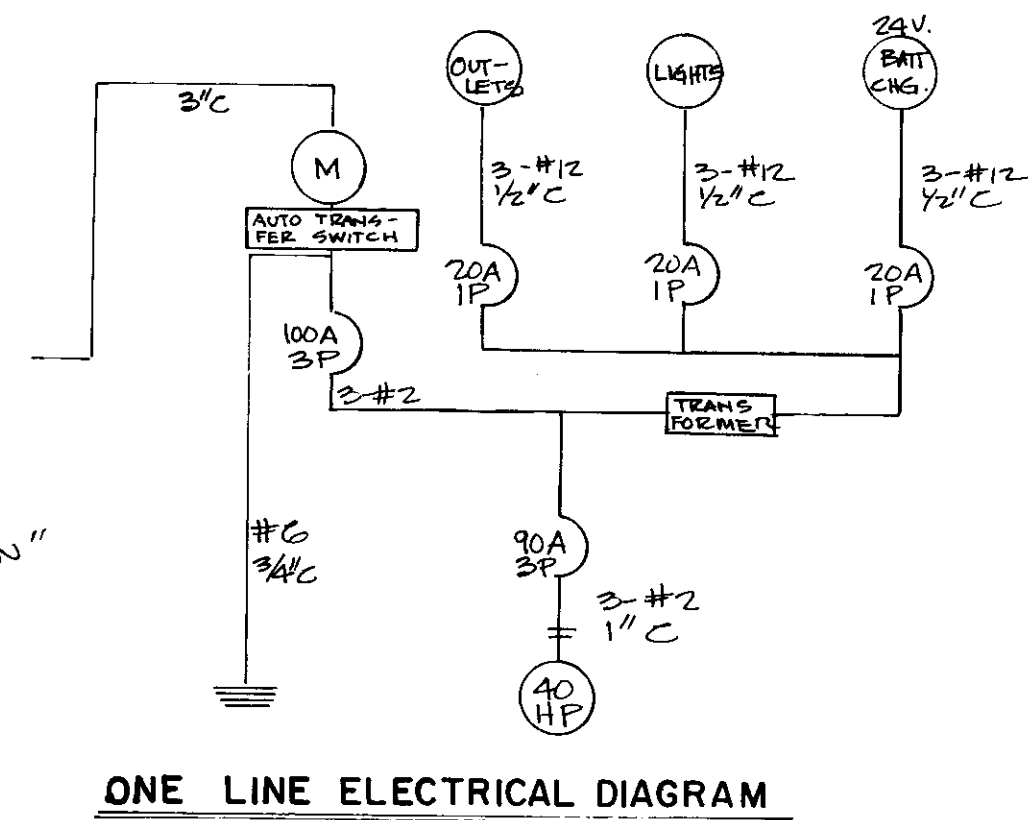 24V.
OUT-
LETS
LIGHTS
BATT
CHG.
3"C
M
3-#12
1/2"C
3-#12
1/2"C
3-#12
1/2"C
AUTO TRANS-
FER SWITCH
20A
1P
20A
1P
20A
1P
100A
3P
3-#2
TRANS
FORMER
#6
3/4"C
90A
3P
3-#2
1"C
40
HP
ONE LINE ELECTRICAL DIAGRAM